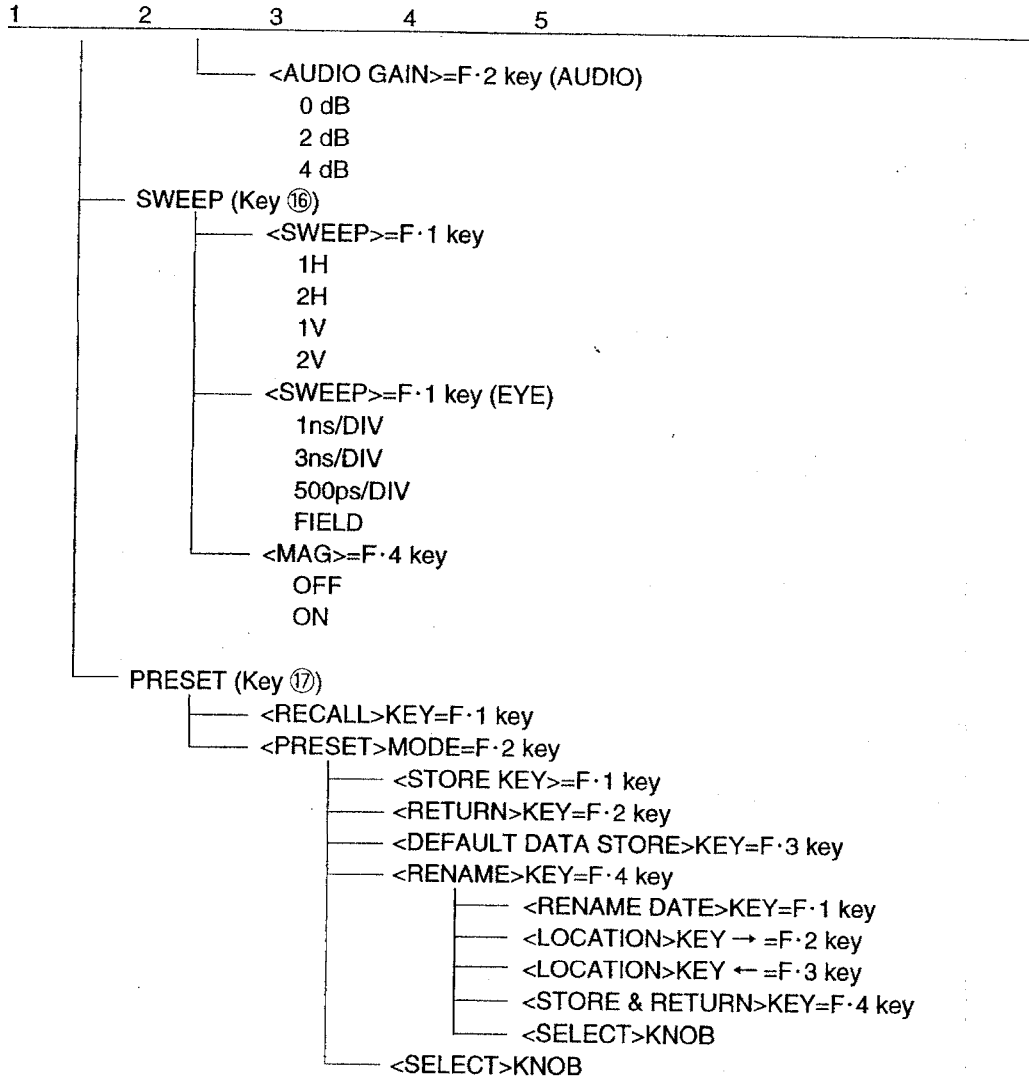 1 2 3 4 5
<AUDIO GAIN>=F·2 key (AUDIO)
0 dB
2 dB
4 dB
SWEEP (Key ⑯)
<SWEEP>=F·1 key
1H
2H
1V
2V
<SWEEP>=F·1 key (EYE)
1ns/DIV
3ns/DIV
500ps/DIV
FIELD
<MAG>=F·4 key
OFF
ON
PRESET (Key ⑰)
<RECALL>KEY=F·1 key
<PRESET>MODE=F·2 key
<STORE KEY>=F·1 key
<RETURN>KEY=F·2 key
<DEFAULT DATA STORE>KEY=F·3 key
<RENAME>KEY=F·4 key
<RENAME DATE>KEY=F·1 key
<LOCATION>KEY → =F·2 key
<LOCATION>KEY ← =F·3 key
<STORE & RETURN>KEY=F·4 key
<SELECT>KNOB
<SELECT>KNOB